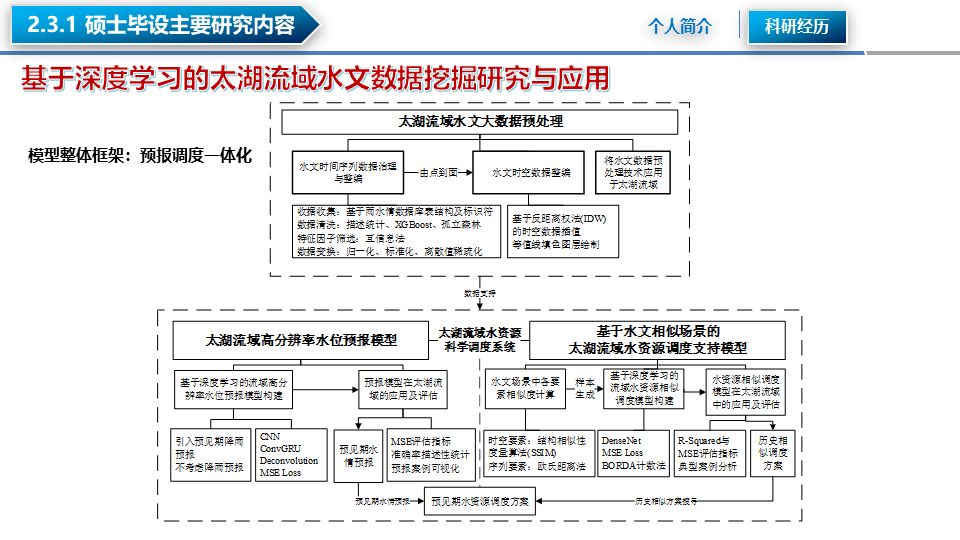 2.3.1 硕士毕设主要研究内容
个人简介
科研经历
基于深度学习的太湖流域水文数据挖掘研究与应用
模型整体框架：预报调度一体化
太湖流域水文大数据预处理
水文时间序列数据治理
与整编
由点到面
水文时空数据整编
将水文数据预
处理技术应用
于太湖流域
收据收集：基于雨水情数据库表结构及标识符
数据清洗：描述统计、XGBoost、孤立森林
特征因子筛选：互信息法
数据变换：归一化、标准化、离散值稀疏化
基于反距离权法(IDW)
的时空数据插值
等值线填色图层绘制
数据支持
太湖流域高分辨率水位预报模型
太湖流域水资源
科学调度系统
基于水文相似场景的
太湖流域水资源调度支持模型
基于深度学习的流域高分
辨率水位预报模型构建
预报模型在太湖流
域的应用及评估
水文场景中各要
素相似度计算
样本
生成
基于深度学习的
流域水资源相似
调度模型构建
水资源相似调度
模型在太湖流域
中的应用及评估
引入预见期降雨
预报
不考虑降雨预报
CNN
ConvGRU
Deconvolution
MSE Loss
预见期水
情预报
MSE评估指标
准确率描述性统计
预报案例可视化
时空要素：结构相似性
度量算法(SSIM)
序列要素：欧氏距离法
DenseNet
MSE Loss
BORDA计数法
R-Squared与
MSE评估指标
典型案例分析
历史相
似调度
方案
预见期水情预报
预见期水资源调度方案
历史相似方案报导